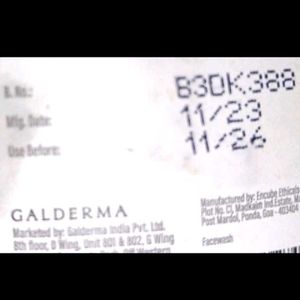 B. No.: B3DK388
Mfg. Date: 11/23
Use Before: 11/26
GALDERMA
Marketed by: Galderma India Pvt. Ltd.
8th floor, D Wing, Unit 801 & 802, G Wing
Off Western
Manufactured by: Encube Ethicals
Plot No. C1, Madkaim Ind.Estate, M
Post Mardol, Ponda, Goa - 403404
Facewash